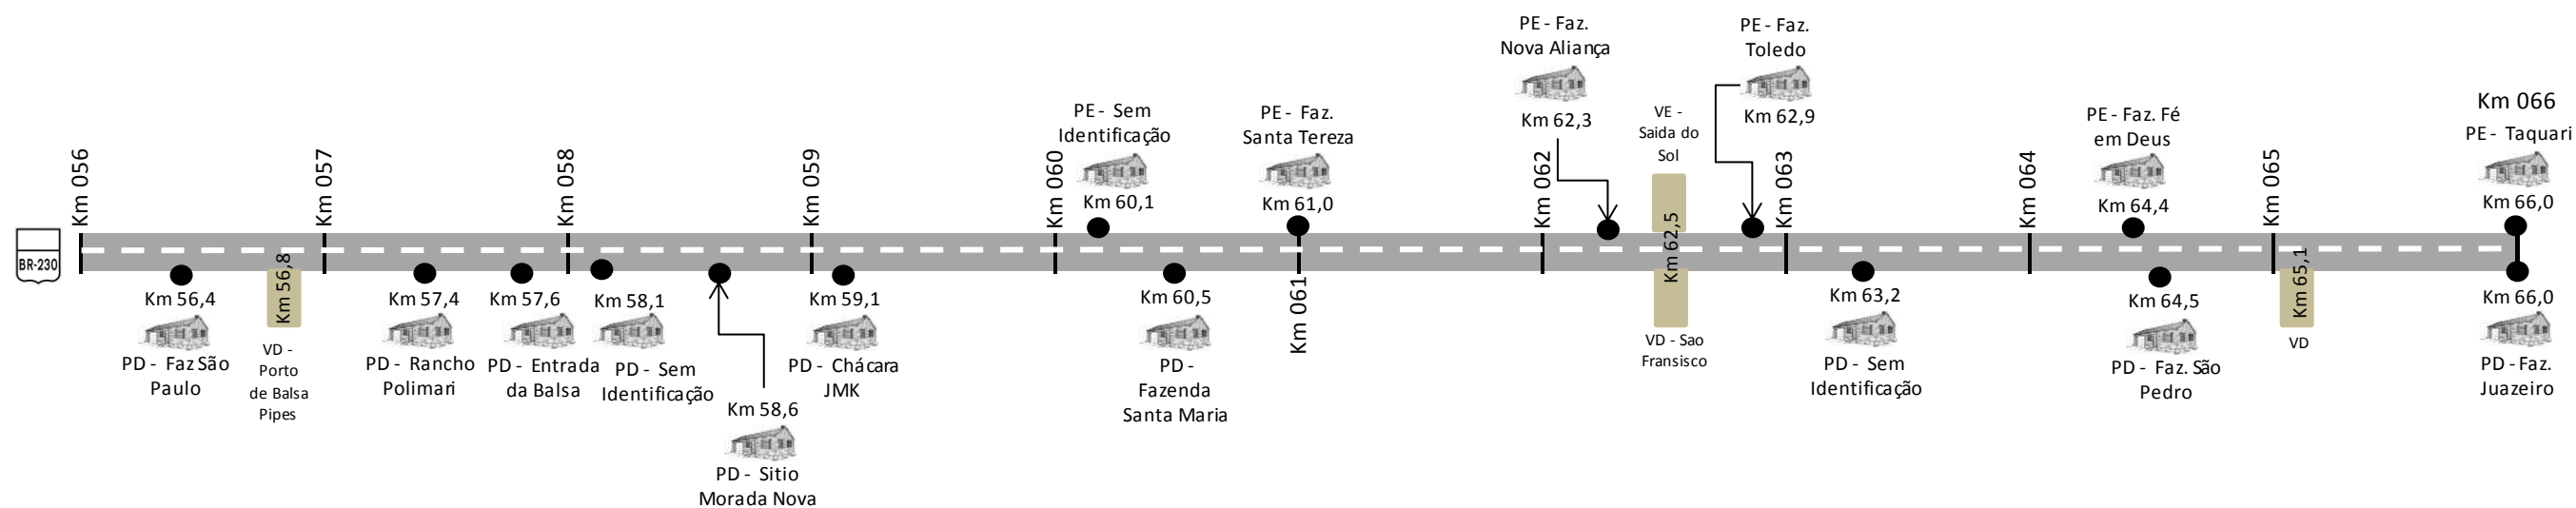 PE - Faz.
Nova Aliança
Km 62,3
PE - Faz.
Toledo
Km 62,9
PE - Sem
Identificação
Km 60,1
PE - Faz.
Santa Tereza
Km 61,0
VE -
Saida do
Sol
PE - Faz. Fé
em Deus
Km 64,4
Km 066
PE - Taquari
Km 66,0
Km 056
Km 057
Km 058
Km 059
Km 060
Km 062
Km 063
Km 064
Km 065
BR-230
Km 56,8
Km 62,5
Km 65,1
Km 061
Km 56,4
PD - Faz São
Paulo
VD -
Porto
de Balsa
Pipes
Km 57,4
PD - Rancho
Polimari
Km 57,6
PD - Entrada
da Balsa
Km 58,1
PD - Sem
Identificação
Km 58,6
PD - Sitio
Morada Nova
Km 59,1
PD - Chácara
JMK
Km 60,5
PD -
Fazenda
Santa Maria
VD - Sao
Fransisco
Km 63,2
PD - Sem
Identificação
Km 64,5
PD - Faz. São
Pedro
VD
Km 66,0
PD - Faz.
Juazeiro